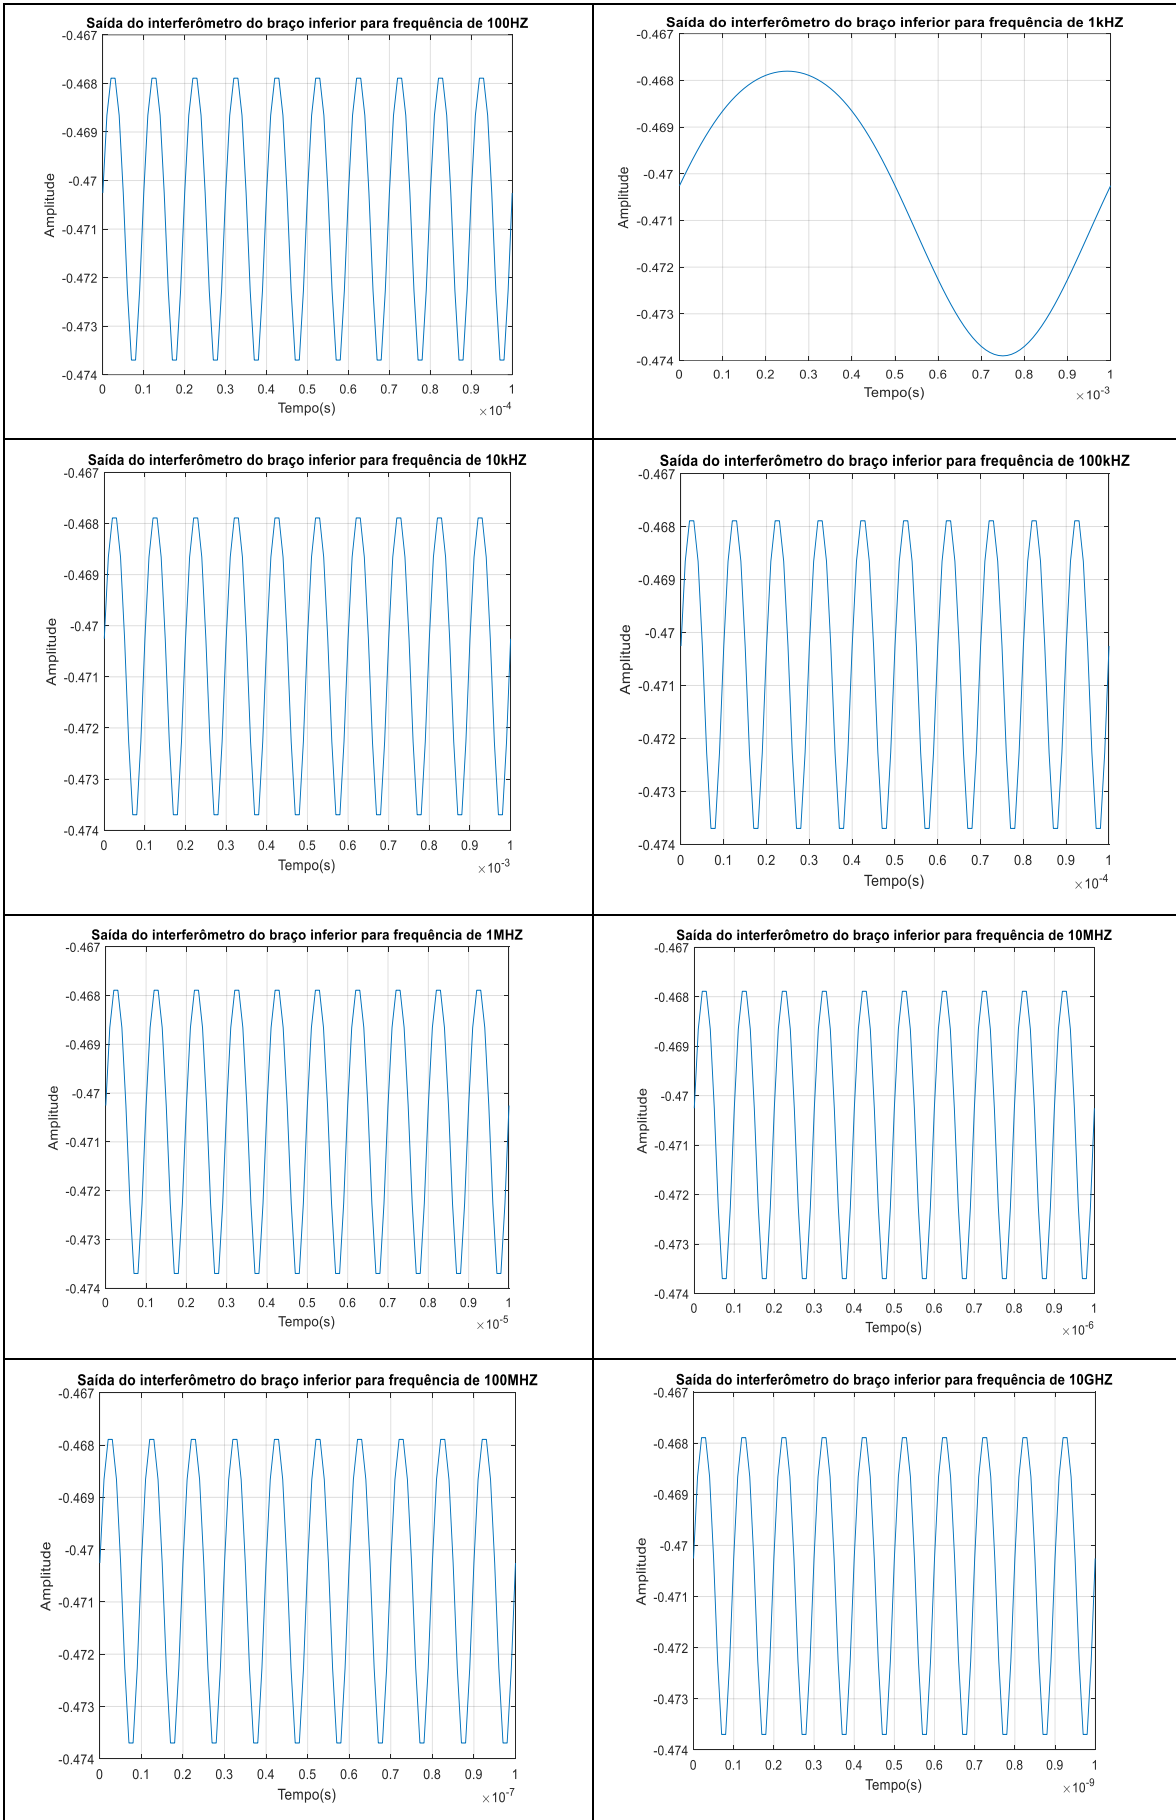 Saída do interferômetro do braço inferior para frequência de 100HZ
-0.467
-0.468
-0.469
-0.47
-0.471
-0.472
-0.473
-0.474
Amplitude
0 0.1 0.2 0.3 0.4 0.5 0.6 0.7 0.8 0.9 1
Tempo(s)
×10-4
Saída do interferômetro do braço inferior para frequência de 1kHZ
-0.467
-0.468
-0.469
-0.47
-0.471
-0.472
-0.473
-0.474
Amplitude
0 0.1 0.2 0.3 0.4 0.5 0.6 0.7 0.8 0.9 1
Tempo(s)
×10-3
Saída do interferômetro do braço inferior para frequência de 10kHZ
-0.467
-0.468
-0.469
-0.47
-0.471
-0.472
-0.473
-0.474
Amplitude
0 0.1 0.2 0.3 0.4 0.5 0.6 0.7 0.8 0.9 1
Tempo(s)
×10-3
Saída do interferômetro do braço inferior para frequência de 100kHZ
-0.467
-0.468
-0.469
-0.47
-0.471
-0.472
-0.473
-0.474
Amplitude
0 0.1 0.2 0.3 0.4 0.5 0.6 0.7 0.8 0.9 1
Tempo(s)
×10-4
Saída do interferômetro do braço inferior para frequência de 1MHZ
-0.467
-0.468
-0.469
-0.47
-0.471
-0.472
-0.473
-0.474
Amplitude
0 0.1 0.2 0.3 0.4 0.5 0.6 0.7 0.8 0.9 1
Tempo(s)
×10-5
Saída do interferômetro do braço inferior para frequência de 10MHZ
-0.467
-0.468
-0.469
-0.47
-0.471
-0.472
-0.473
-0.474
Amplitude
0 0.1 0.2 0.3 0.4 0.5 0.6 0.7 0.8 0.9 1
Tempo(s)
×10-6
Saída do interferômetro do braço inferior para frequência de 100MHZ
-0.467
-0.468
-0.469
-0.47
-0.471
-0.472
-0.473
-0.474
Amplitude
0 0.1 0.2 0.3 0.4 0.5 0.6 0.7 0.8 0.9 1
Tempo(s)
×10-7
Saída do interferômetro do braço inferior para frequência de 10GHZ
-0.467
-0.468
-0.469
-0.47
-0.471
-0.472
-0.473
-0.474
Amplitude
0 0.1 0.2 0.3 0.4 0.5 0.6 0.7 0.8 0.9 1
Tempo(s)
×10-9